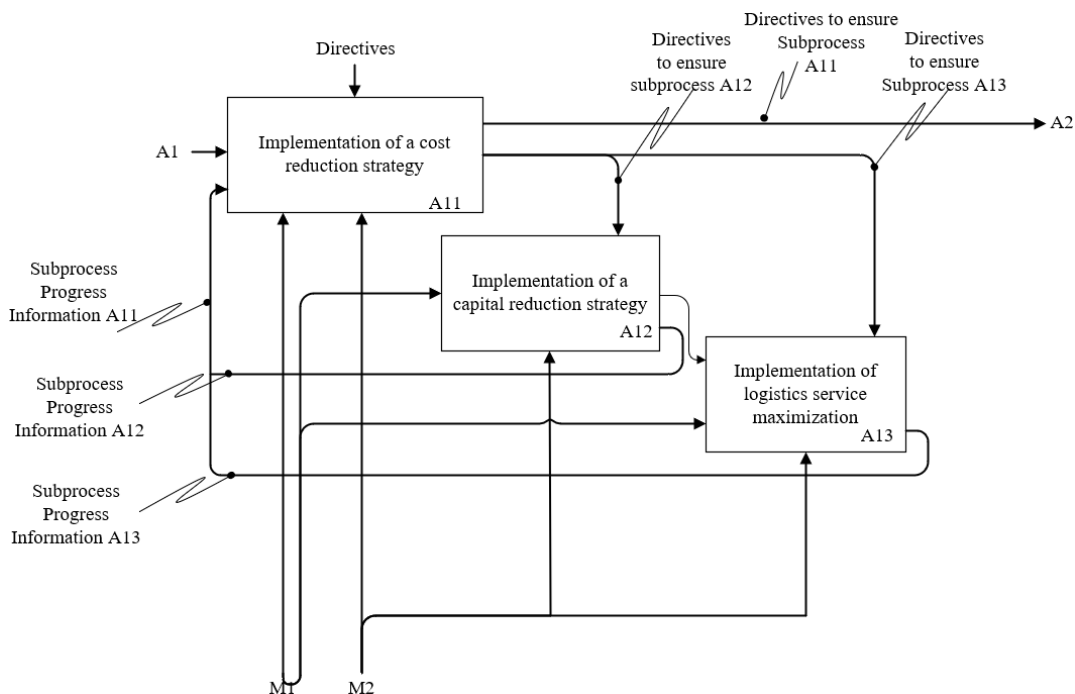 Directives
Directives
to ensure
subprocess A12
Directives to ensure
Subprocess
A11
Directives
to ensure
Subprocess A13
A1
Implementation of a cost
reduction strategy
A11
A2
Subprocess
Progress
Information A11
Implementation of a
capital reduction strategy
A12
Subprocess
Progress
Information A12
Implementation of
logistics service
maximization
A13
Subprocess
Progress
Information A13
M1
M2